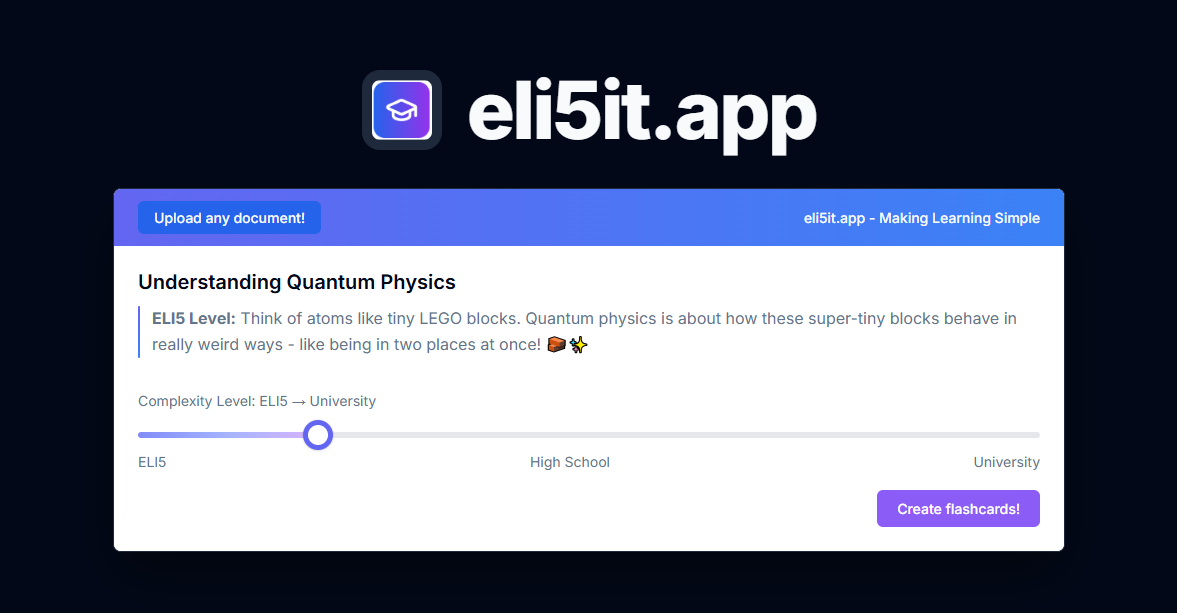 eli5it.app
Upload any document!
eli5it.app - Making Learning Simple
Understanding Quantum Physics
ELI5 Level: Think of atoms like tiny LEGO blocks. Quantum physics is about how these super-tiny blocks behave in
really weird ways - like being in two places at once! 🧱✨
Complexity Level: ELI5 → University
ELI5
High School
University
Create flashcards!